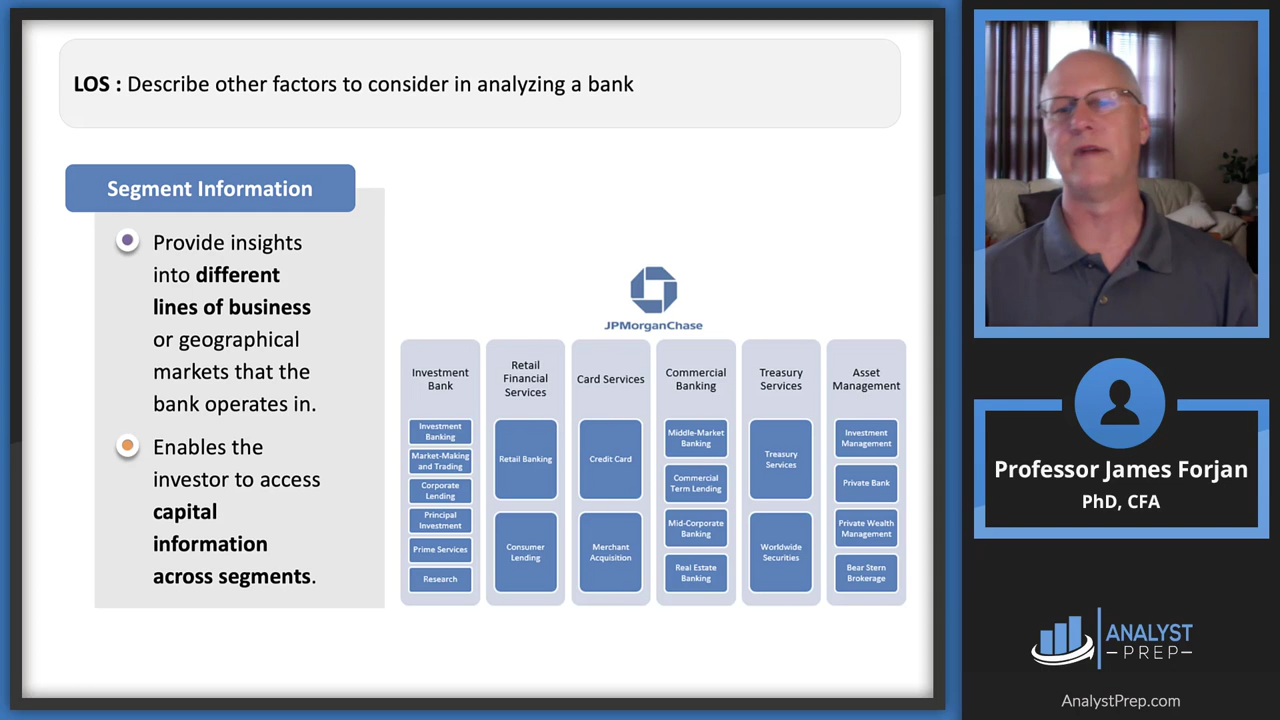 LOS : Describe other factors to consider in analyzing a bank
Segment Information
Provide insights
into different
lines of business
or geographical
markets that the
bank operates in.
Enables the
investor to access
capital
information
across segments.
JPMorganChase
Investment
Bank
Investment
Banking
Market-Making
and Trading
Corporate
Lending
Principal
Investment
Prime Services
Research
Retail
Financial
Services
Retail Banking
Consumer
Lending
Card Services
Credit Card
Merchant
Acquisition
Commercial
Banking
Middle-Market
Banking
Commercial
Term Lending
Mid-Corporate
Banking
Real Estate
Banking
Treasury
Services
Treasury
Services
Worldwide
Securities
Asset
Management
Investment
Management
Private Bank
Private Wealth
Management
Bear Stern
Brokerage
Professor James Forjan
PhD, CFA
ANALYST
PREP
AnalystPrep.com